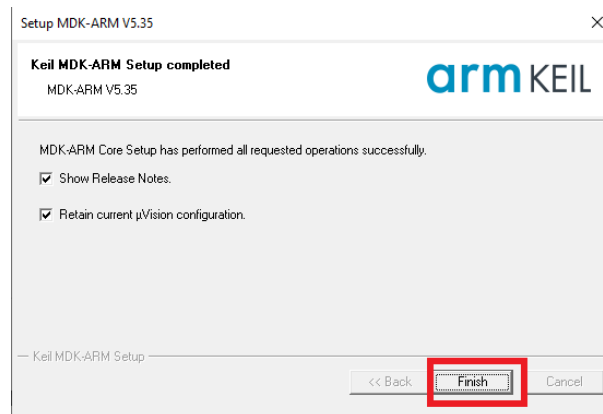 Setup MDK-ARM V5.35
Keil MDK-ARM Setup completed
MDK-ARM V5.35
arm KEIL
MDK-ARM Core Setup has performed all requested operations successfully.
Show Release Notes.
Retain current µVision configuration.
Keil MDK-ARM Setup
<< Back Finish Cancel